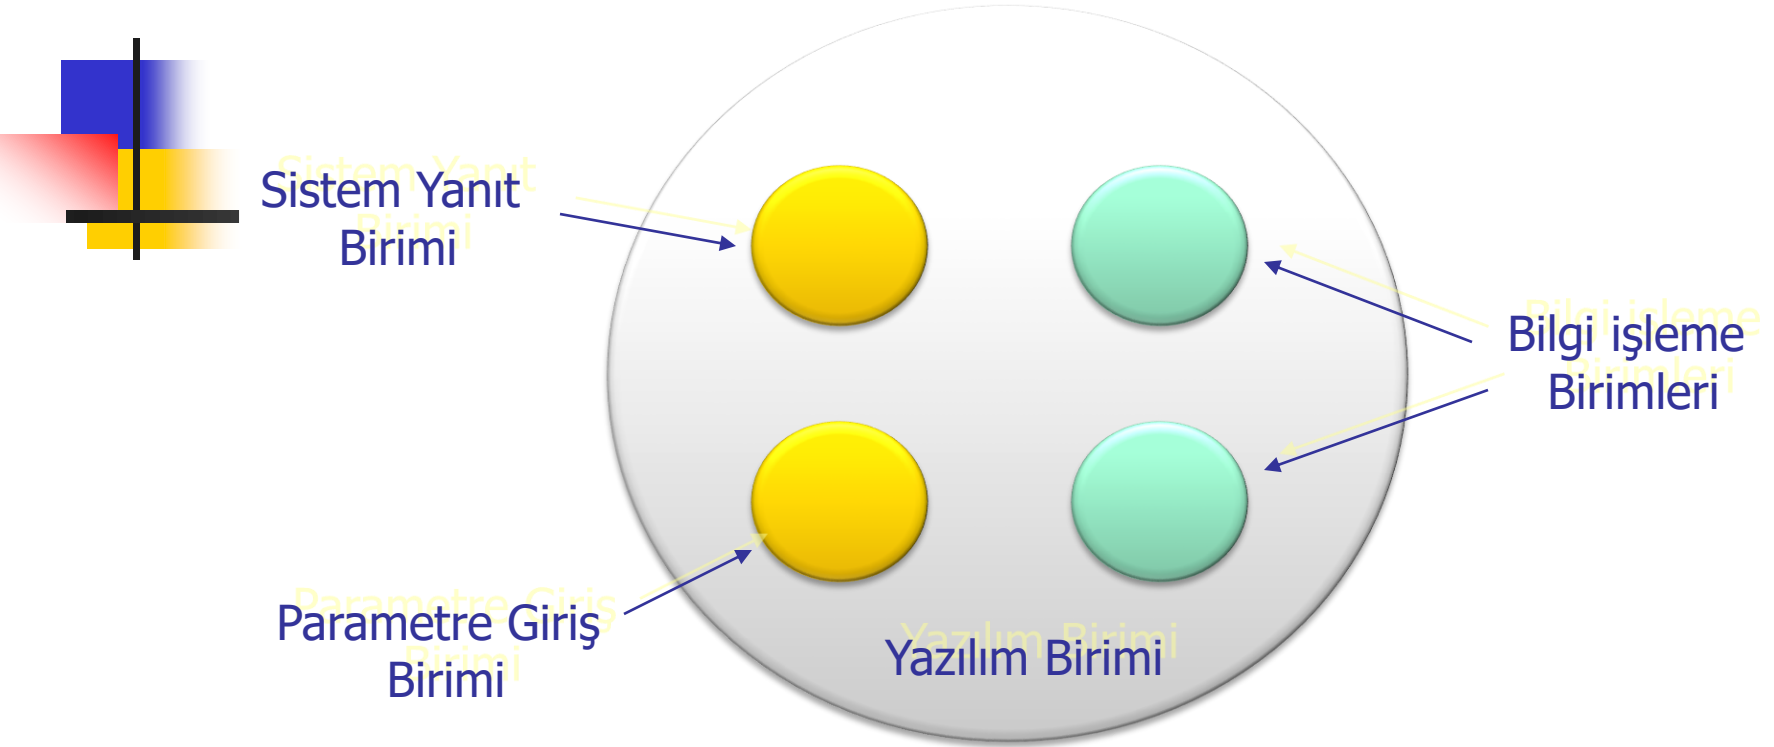 Sistem Yanıt
Birimi
Bilgi işleme
Birimleri
Parametre Giriş
Birimi
Yazılım Birimi